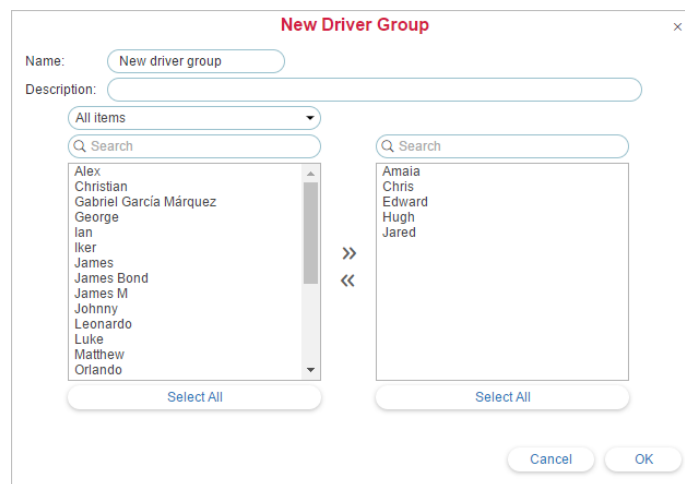 New Driver Group
×
Name: New driver group
Description:
All items
Search
Alex
Christian
Gabriel García Márquez
George
Ian
Iker
James
James Bond
James M
Johnny
Leonardo
Luke
Matthew
Orlando
Select All
»
«
Search
Amaia
Chris
Edward
Hugh
Jared
Select All
Cancel OK